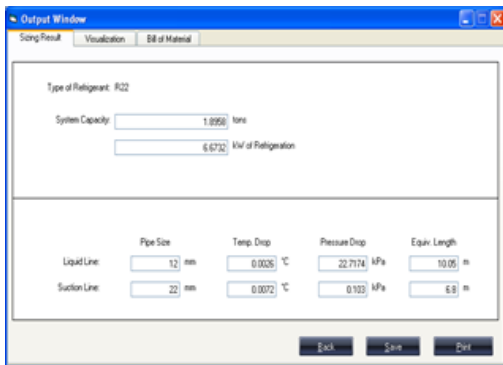 Output Window
Sizing Result Visualization Bill of Material
Type of Refrigerant: R22
System Capacity: 1.8958 tons
6.6732 kW of Refrigeration
Pipe Size Temp. Drop Pressure Drop Equiv. Length
Liquid Line: 12 mm 0.0026 °C 22.7174 kPa 10.05 m
Suction Line: 22 mm 0.0072 °C 0.103 kPa 6.8 m
Back Save Print